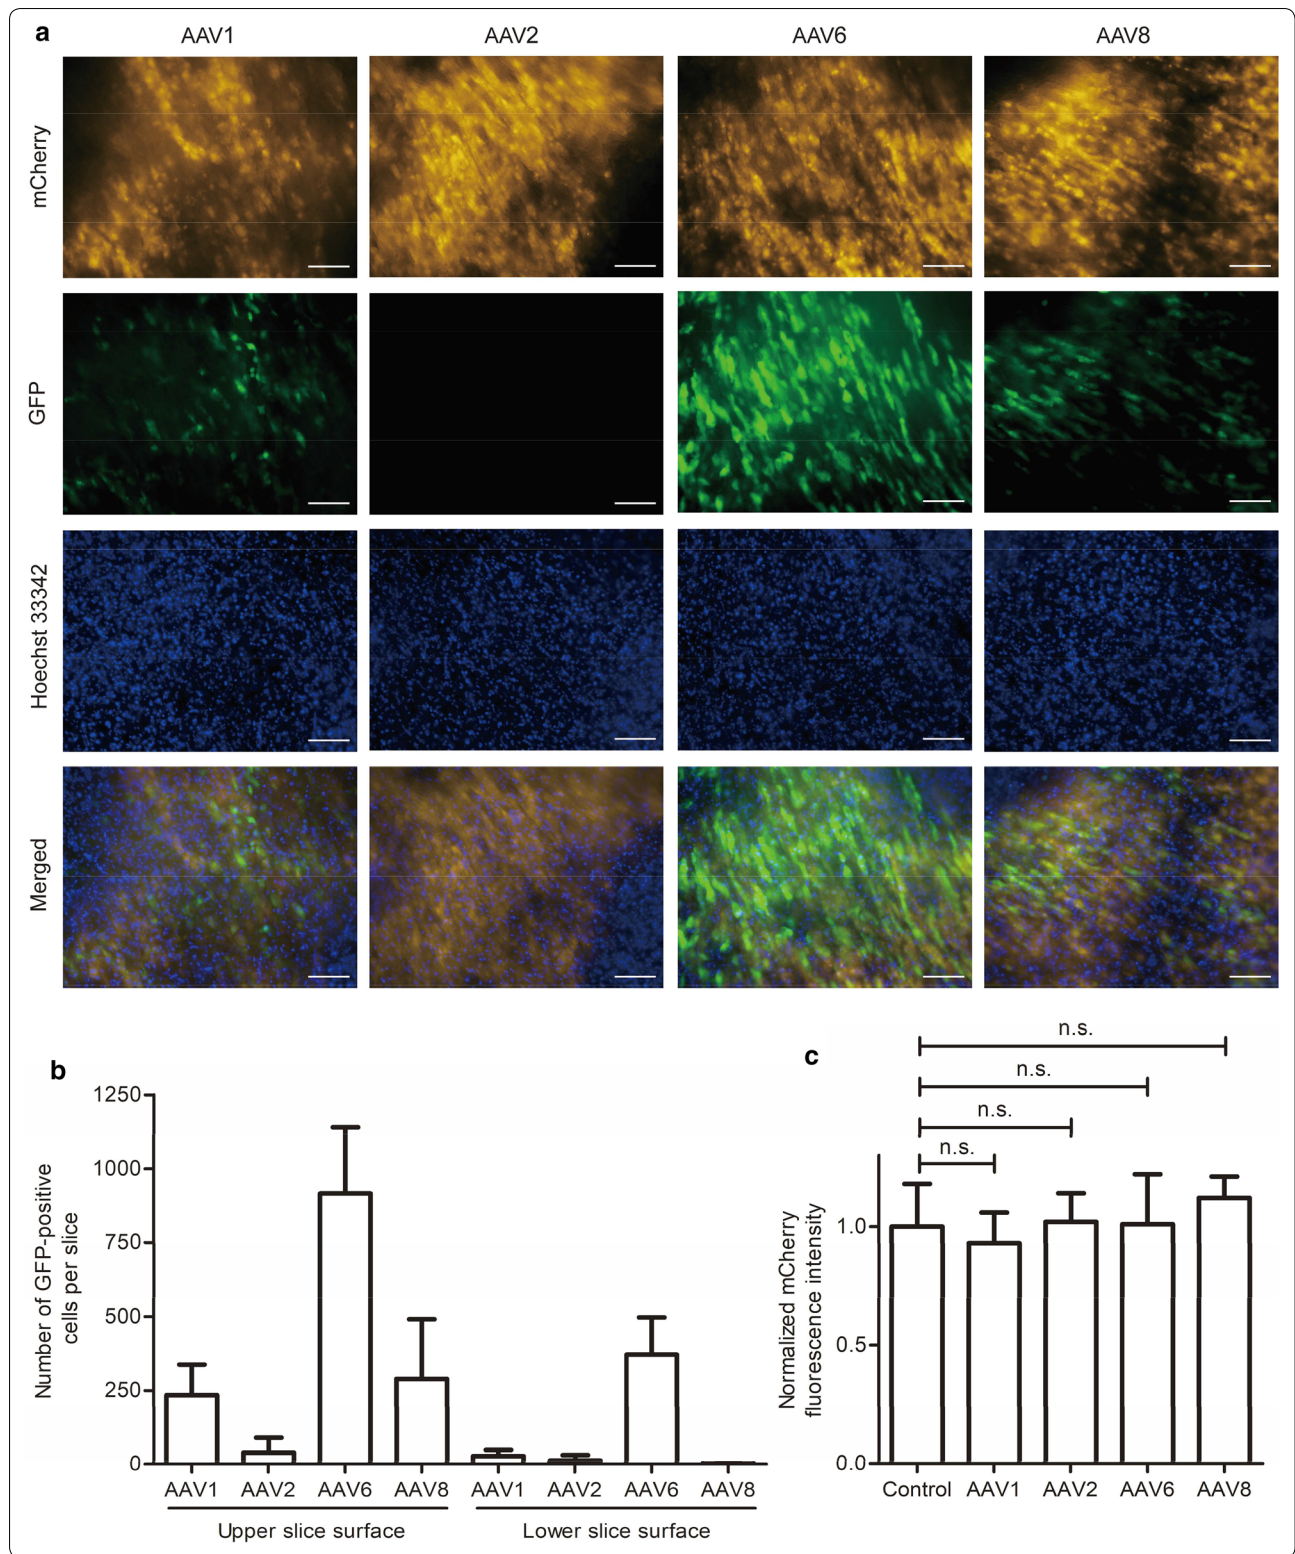 a
AAV1 AAV2 AAV6 AAV8
mCherry
GFP
Hoechst 33342
Merged
b
1250
1000
750
500
250
0
Number of GFP-positive
cells per slice
AAV1 AAV2 AAV6 AAV8 AAV1 AAV2 AAV6 AAV8
Upper slice surface Lower slice surface
c
n.s.
n.s.
n.s.
n.s.
1.0
0.5
0.0
Normalized mCherry
fluorescence intensity
Control AAV1 AAV2 AAV6 AAV8